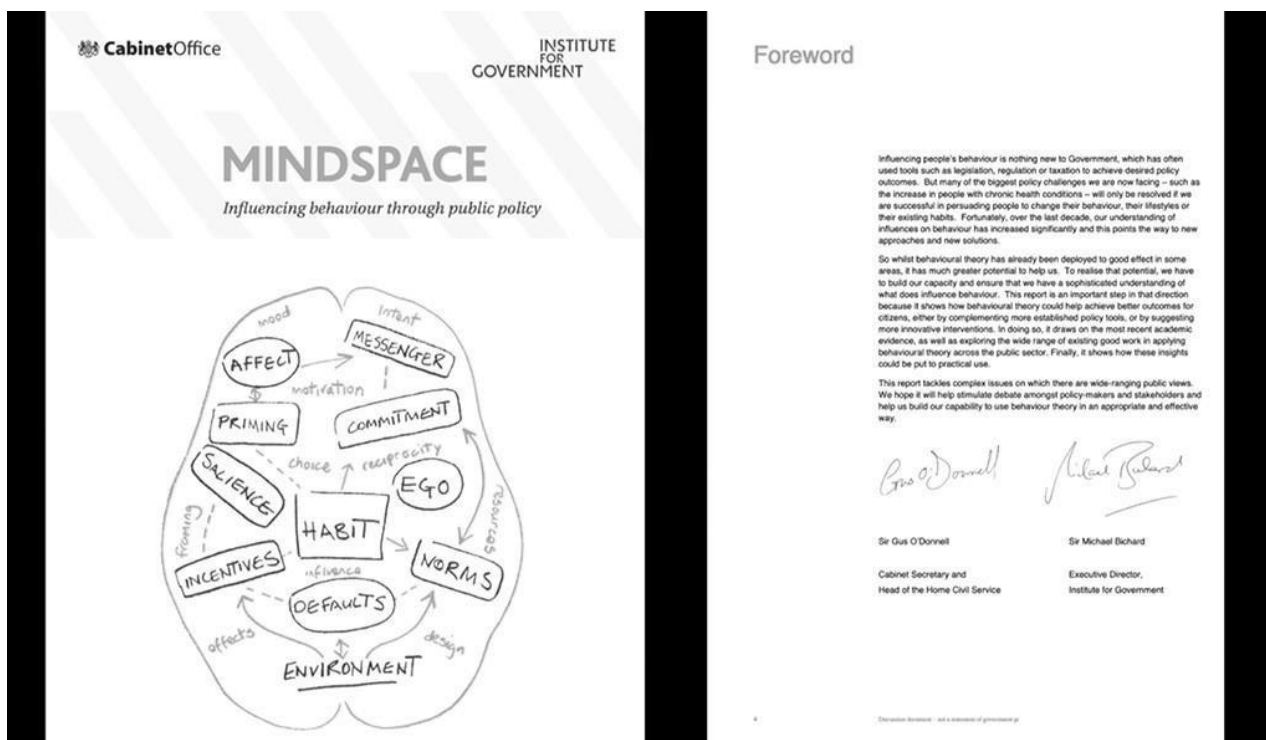 CabinetOffice
INSTITUTE
FOR
GOVERNMENT
MINDSPACE
Influencing behaviour through public policy
mood
intent
AFFECT
MESSENGER
motivation
PRIMING
COMMITMENT
choice
reciprocity
SALIENCE
EGO
HABIT
framing
resources
INCENTIVES
influence
NORMS
DEFAULTS
effects
design
ENVIRONMENT
Foreword
Influencing people's behaviour is nothing new to Government, which has often
used tools such as legislation, regulation or taxation to achieve desired policy
outcomes. But many of the biggest policy challenges we are now facing – such as
the increase in people with chronic health conditions – will only be resolved if we
are successful in persuading people to change their behaviour, their lifestyles or
their existing habits. Fortunately, over the last decade, our understanding of
influences on behaviour has increased significantly and this points the way to new
approaches and new solutions.
So whilst behavioural theory has already been deployed to good effect in some
areas, it has much greater potential to help us. To realise that potential, we have
to build our capacity and ensure that we have a sophisticated understanding of
what does influence behaviour. This report is an important step in that direction
because it shows how behavioural theory could help achieve better outcomes for
citizens, either by complementing more established policy tools, or by suggesting
more innovative interventions. In doing so, it draws on the most recent academic
evidence, as well as exploring the wide range of existing good work in applying
behavioural theory across the public sector. Finally, it shows how these insights
could be put to practical use.
This report tackles complex issues on which there are wide-ranging public views.
We hope it will help stimulate debate amongst policy-makers and stakeholders and
help us build our capability to use behaviour theory in an appropriate and effective
way.
Gus O'Donnell
Michael Bichard
Sir Gus O'Donnell
Sir Michael Bichard
Cabinet Secretary and
Head of the Home Civil Service
Executive Director,
Institute for Government
Discussion document – not a statement of government